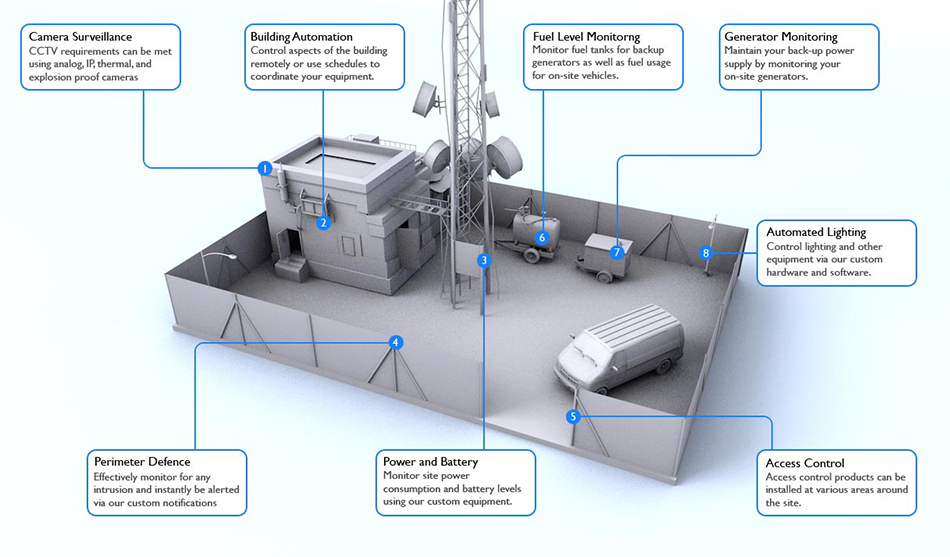 Camera Surveillance
CCTV requirements can be met
using analog, IP, thermal, and
explosion proof cameras
Building Automation
Control aspects of the building
remotely or use schedules to
coordinate your equipment.
Fuel Level Monitorng
Monitor fuel tanks for backup
generators as well as fuel usage
for on-site vehicles.
Generator Monitoring
Maintain your back-up power
supply by monitoring your
on-site generators.
1
2
3
6
7
8
Automated Lighting
Control lighting and other
equipment via our custom
hardware and software.
4
5
Perimeter Defence
Effectively monitor for any
intrusion and instantly be alerted
via our custom notifications
Power and Battery
Monitor site power
consumption and battery levels
using our custom equipment.
Access Control
Access control products can be
installed at various areas around
the site.